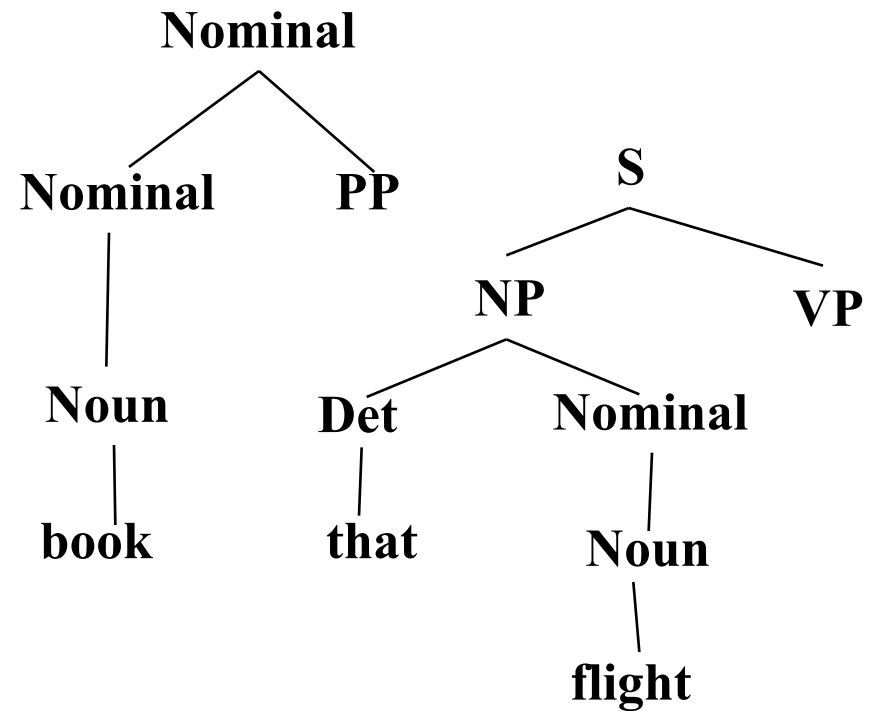 Nominal
Nominal PP
S
NP VP
Noun Det Nominal
book that Noun
flight